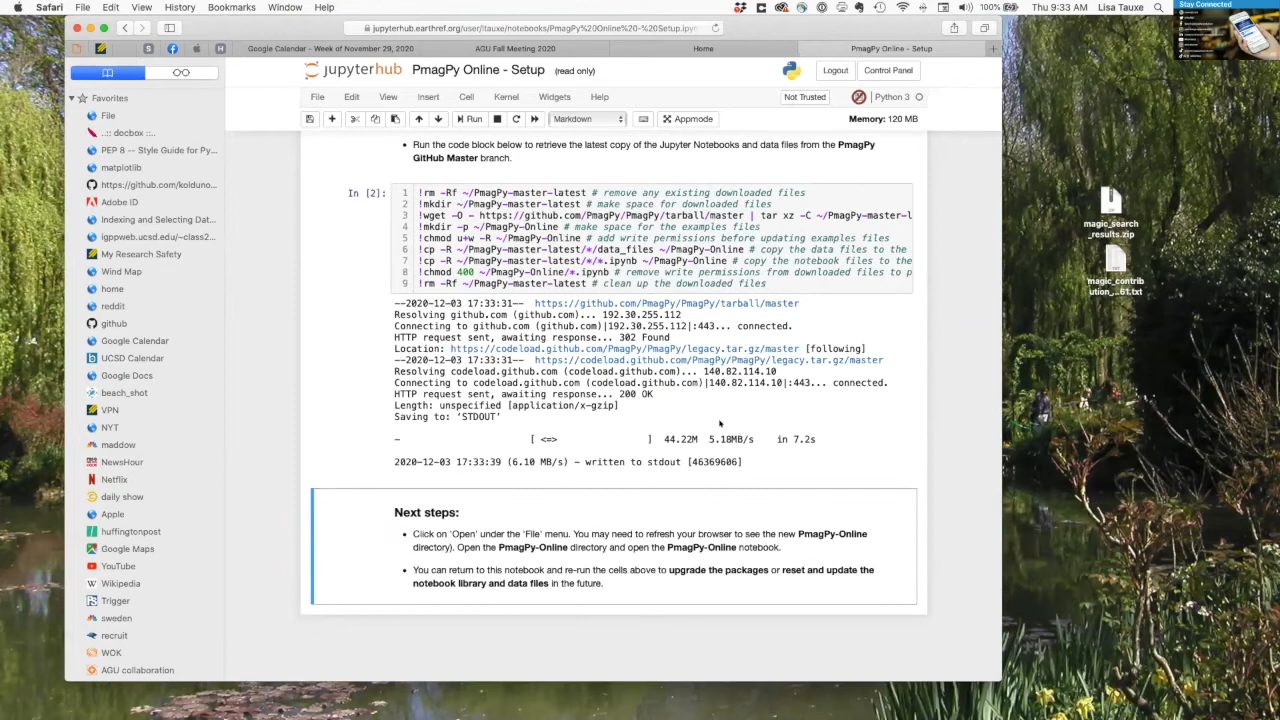 Safari File Edit View History Bookmarks Window Help
100% Thu 9:33 AM Lisa Tauxe
Stay Connected
jupyterhub.earthref.org/user/ltauxe/notebooks/PmagPy%20Online%20-%20Setup.ipyn
Google Calendar - Week of November 29, 2020 AGU Fall Meeting 2020 Home PmagPy Online - Setup
jupyterhub PmagPy Online - Setup (read only) Logout Control Panel
File Edit View Insert Cell Kernel Widgets Help Not Trusted Python 3
Run Markdown Appmode Memory: 120 MB
Favorites
File
..:: docbox ::..
PEP 8 -- Style Guide for Py...
matplotlib
https://github.com/kolduno...
Adobe ID
Indexing and Selecting Dat...
igppweb.ucsd.edu/~class2...
My Research Safety
Wind Map
home
reddit
github
Google Calendar
UCSD Calendar
Google Docs
beach_shot
VPN
NYT
maddow
NewsHour
Netflix
daily show
Apple
huffingtonpost
Google Maps
YouTube
Wikipedia
Trigger
sweden
recruit
WOK
AGU collaboration
• Run the code block below to retrieve the latest copy of the Jupyter Notebooks and data files from the PmagPy
GitHub Master branch.
In [2]:
1 !rm -Rf ~/PmagPy-master-latest # remove any existing downloaded files
2 !mkdir ~/PmagPy-master-latest # make space for downloaded files
3 !wget -O - https://github.com/PmagPy/PmagPy/tarball/master | tar xz -C ~/PmagPy-master-l
4 !mkdir -p ~/PmagPy-Online # make space for the examples files
5 !chmod u+w -R ~/PmagPy-Online # add write permissions before updating examples files
6 !cp -R ~/PmagPy-master-latest/*/data_files ~/PmagPy-Online # copy the data files to the
7 !cp -R ~/PmagPy-master-latest/*/*.ipynb ~/PmagPy-Online # copy the notebook files to the
8 !chmod 400 ~/PmagPy-Online/*.ipynb # remove write permissions from downloaded files to p
9 !rm -Rf ~/PmagPy-master-latest # clean up the downloaded files
--2020-12-03 17:33:31-- https://github.com/PmagPy/PmagPy/tarball/master
Resolving github.com (github.com)... 192.30.255.112
Connecting to github.com (github.com)|192.30.255.112|:443... connected.
HTTP request sent, awaiting response... 302 Found
Location: https://codeload.github.com/PmagPy/PmagPy/legacy.tar.gz/master [following]
--2020-12-03 17:33:31-- https://codeload.github.com/PmagPy/PmagPy/legacy.tar.gz/master
Resolving codeload.github.com (codeload.github.com)... 140.82.114.10
Connecting to codeload.github.com (codeload.github.com)|140.82.114.10|:443... connected.
HTTP request sent, awaiting response... 200 OK
Length: unspecified [application/x-gzip]
Saving to: ‘STDOUT’
- [ <=> ] 44.22M 5.18MB/s in 7.2s
2020-12-03 17:33:39 (6.10 MB/s) - written to stdout [46369606]
Next steps:
• Click on 'Open' under the 'File' menu. You may need to refresh your browser to see the new PmagPy-Online
directory). Open the PmagPy-Online directory and open the PmagPy-Online notebook.
• You can return to this notebook and re-run the cells above to upgrade the packages or reset and update the
notebook library and data files in the future.
magic_search
_results.zip
magic_contrib
ution_...61.txt